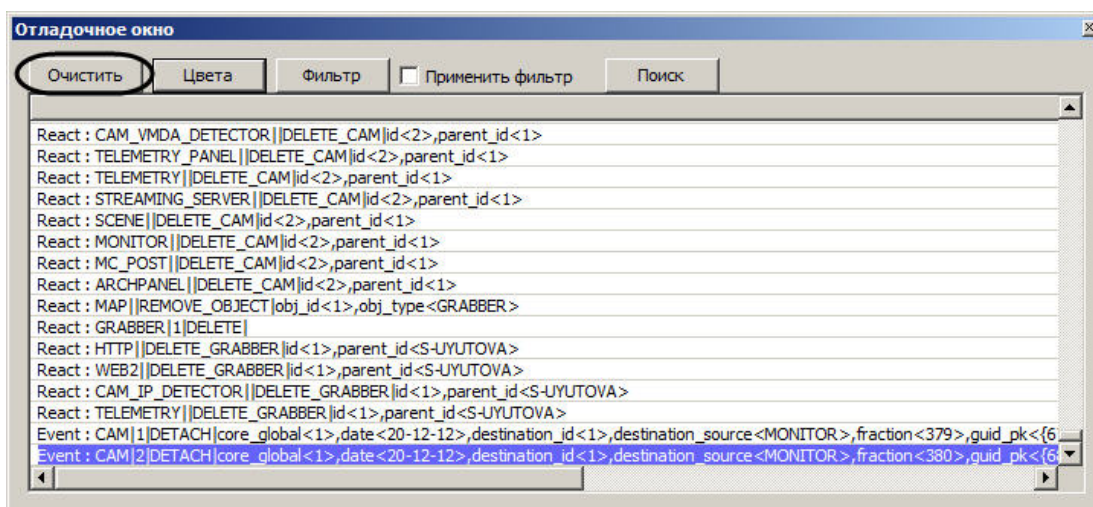 Отладочное окно
Очистить Цвета Фильтр Применить фильтр Поиск
React : CAM_VMDA_DETECTOR||DELETE_CAM|id<2>,parent_id<1>
React : TELEMETRY_PANEL||DELETE_CAM|id<2>,parent_id<1>
React : TELEMETRY||DELETE_CAM|id<2>,parent_id<1>
React : STREAMING_SERVER||DELETE_CAM|id<2>,parent_id<1>
React : SCENE||DELETE_CAM|id<2>,parent_id<1>
React : MONITOR||DELETE_CAM|id<2>,parent_id<1>
React : MC_POST||DELETE_CAM|id<2>,parent_id<1>
React : ARCHPANEL||DELETE_CAM|id<2>,parent_id<1>
React : MAP||REMOVE_OBJECT|obj_id<1>,obj_type<GRABBER>
React : GRABBER|1|DELETE|
React : HTTP||DELETE_GRABBER|id<1>,parent_id<S-UYUTOVA>
React : WEB2||DELETE_GRABBER|id<1>,parent_id<S-UYUTOVA>
React : CAM_IP_DETECTOR||DELETE_GRABBER|id<1>,parent_id<S-UYUTOVA>
React : TELEMETRY||DELETE_GRABBER|id<1>,parent_id<S-UYUTOVA>
Event : CAM|1|DETACH|core_global<1>,date<20-12-12>,destination_id<1>,destination_source<MONITOR>,fraction<379>,guid_pk<{6
Event : CAM|2|DETACH|core_global<1>,date<20-12-12>,destination_id<1>,destination_source<MONITOR>,fraction<380>,guid_pk<{6